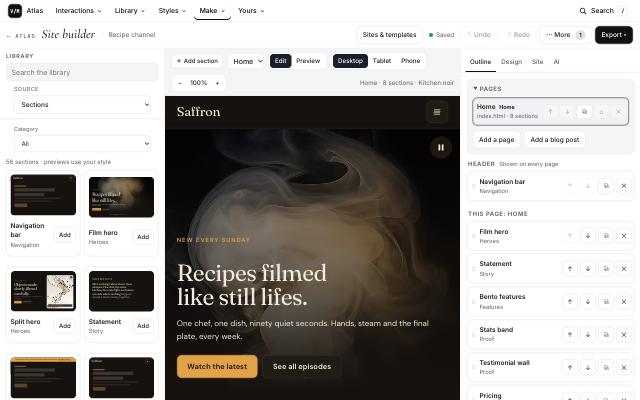 V/M Atlas Interactions Library Styles Make Yours Search /
← ATLAS Site builder / Recipe channel Sites & templates Saved Undo Redo ··· More 1 Export
LIBRARY
Search the library
SOURCE
Sections
Category
All
56 sections · previews use your style
Navigation bar
Navigation
Add
Film hero
Heroes
Add
Split hero
Heroes
Add
Statement
Story
Add
+ Add section Home Edit Preview Desktop Tablet Phone
− 100% +
Home · 8 sections · Kitchen noir
Saffron
NEW EVERY SUNDAY
Recipes filmed
like still lifes.
One chef, one dish, ninety quiet seconds. Hands, steam and the final
plate, every week.
Watch the latest
See all episodes
Outline Design Site AI
PAGES
Home Home
index.html · 8 sections
Add a page
Add a blog post
HEADER Shown on every page
Navigation bar
Navigation
THIS PAGE: HOME
Film hero
Heroes
Statement
Story
Bento features
Features
Stats band
Proof
Testimonial wall
Proof
Pricing